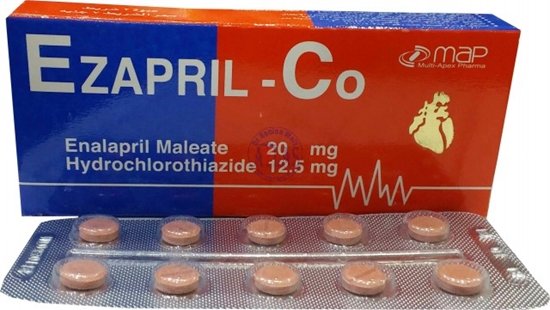 EZAPRIL - CO
map
Multi-Apex Pharma
Enalapril Maleate 20 mg
Hydrochlorothiazide 12.5 mg